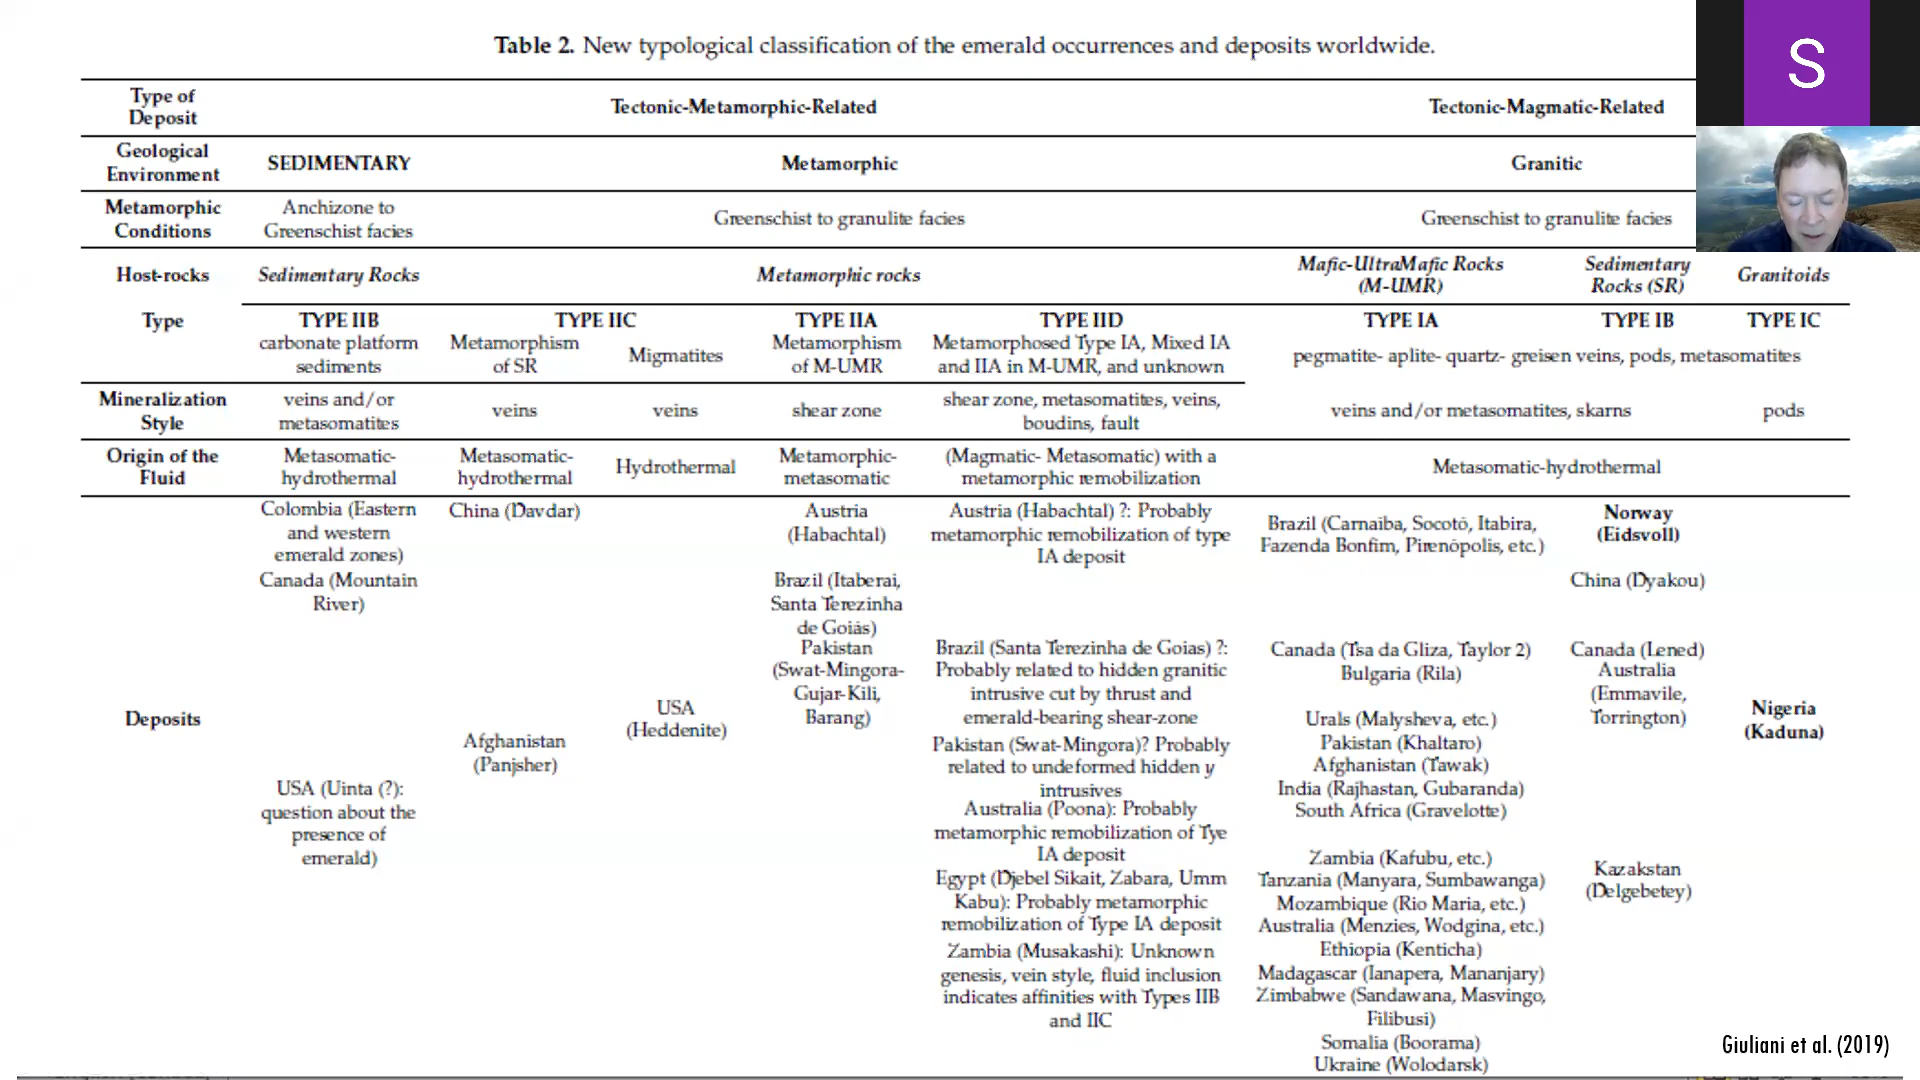 Table 2. New typological classification of the emerald occurrences and deposits worldwide.
S
Type of
Deposit
Tectonic-Metamorphic-Related
Tectonic-Magmatic-Related
Geological
Environment
SEDIMENTARY
Metamorphic
Granitic
Metamorphic
Conditions
Anchizone to
Greenschist facies
Greenschist to granulite facies
Greenschist to granulite facies
Host-rocks
Sedimentary Rocks
Metamorphic rocks
Mafic-UltraMafic Rocks
(M-UMR)
Sedimentary
Rocks (SR)
Granitoids
Type
TYPE IIB
carbonate platform
sediments
TYPE IIC
Metamorphism
of SR
Migmatites
TYPE IIA
Metamorphism
of M-UMR
TYPE IID
Metamorphosed Type IA, Mixed IA
and IIA in M-UMR, and unknown
TYPE IA
TYPE IB
TYPE IC
pegmatite- aplite- quartz- greisen veins, pods, metasomatites
Mineralization
Style
veins and/or
metasomatites
veins
veins
shear zone
shear zone, metasomatites, veins,
boudins, fault
veins and/or metasomatites, skarns
pods
Origin of the
Fluid
Metasomatic-
hydrothermal
Metasomatic-
hydrothermal
Hydrothermal
Metamorphic-
metasomatic
(Magmatic- Metasomatic) with a
metamorphic remobilization
Metasomatic-hydrothermal
Deposits
Colombia (Eastern
and western
emerald zones)
Canada (Mountain
River)
USA (Uinta (?):
question about the
presence of
emerald)
China (Davdar)
Afghanistan
(Panjsher)
USA
(Heddenite)
Austria
(Habachtal)
Brazil (Itaberai,
Santa Terezinha
de Goiás)
Pakistan
(Swat-Mingora-
Gujar-Kili,
Barang)
Austria (Habachtal) ?: Probably
metamorphic remobilization of type
IA deposit
Brazil (Santa Terezinha de Goias) ?:
Probably related to hidden granitic
intrusive cut by thrust and
emerald-bearing shear-zone
Pakistan (Swat-Mingora)? Probably
related to undeformed hidden y
intrusives
Australia (Poona): Probably
metamorphic remobilization of Tye
IA deposit
Egypt (Djebel Sikait, Zabara, Umm
Kabu): Probably metamorphic
remobilization of Type IA deposit
Zambia (Musakashi): Unknown
genesis, vein style, fluid inclusion
indicates affinities with Types IIB
and IIC
Brazil (Carnaíba, Socotó, Itabira,
Fazenda Bonfim, Pirenópolis, etc.)
Canada (Tsa da Gliza, Taylor 2)
Bulgaria (Rila)
Urals (Malysheva, etc.)
Pakistan (Khaltaro)
Afghanistan (Tawak)
India (Rajhastan, Gubaranda)
South Africa (Gravelotte)
Zambia (Kafubu, etc.)
Tanzania (Manyara, Sumbawanga)
Mozambique (Rio Maria, etc.)
Australia (Menzies, Wodgina, etc.)
Ethiopia (Kenticha)
Madagascar (Ianapera, Mananjary)
Zimbabwe (Sandawana, Masvingo,
Filibusi)
Somalia (Boorama)
Ukraine (Wolodarsk)
Norway
(Eidsvoll)
China (Dyakou)
Canada (Lened)
Australia
(Emmavile,
Torrington)
Kazakstan
(Delgebetey)
Nigeria
(Kaduna)
Giuliani et al. (2019)